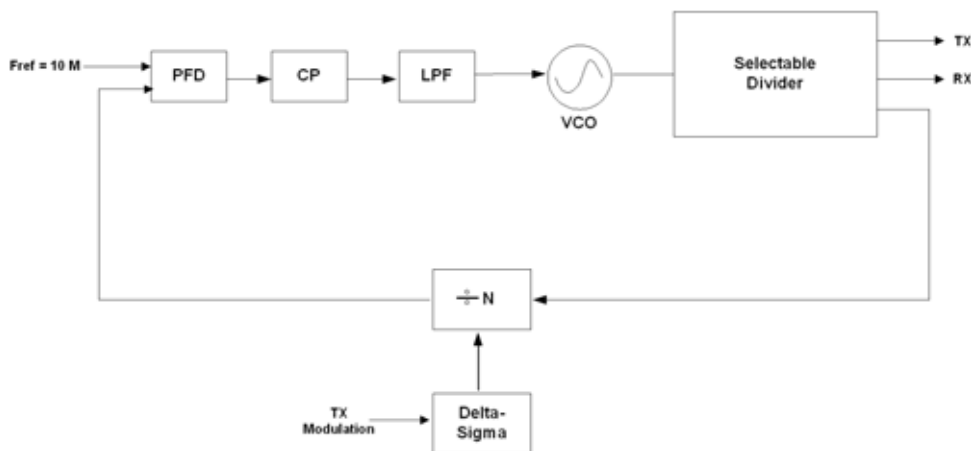 TX
Fref = 10 M
PFD
CP
LPF
VCO
Selectable
Divider
RX
÷ N
TX
Modulation
Delta-
Sigma